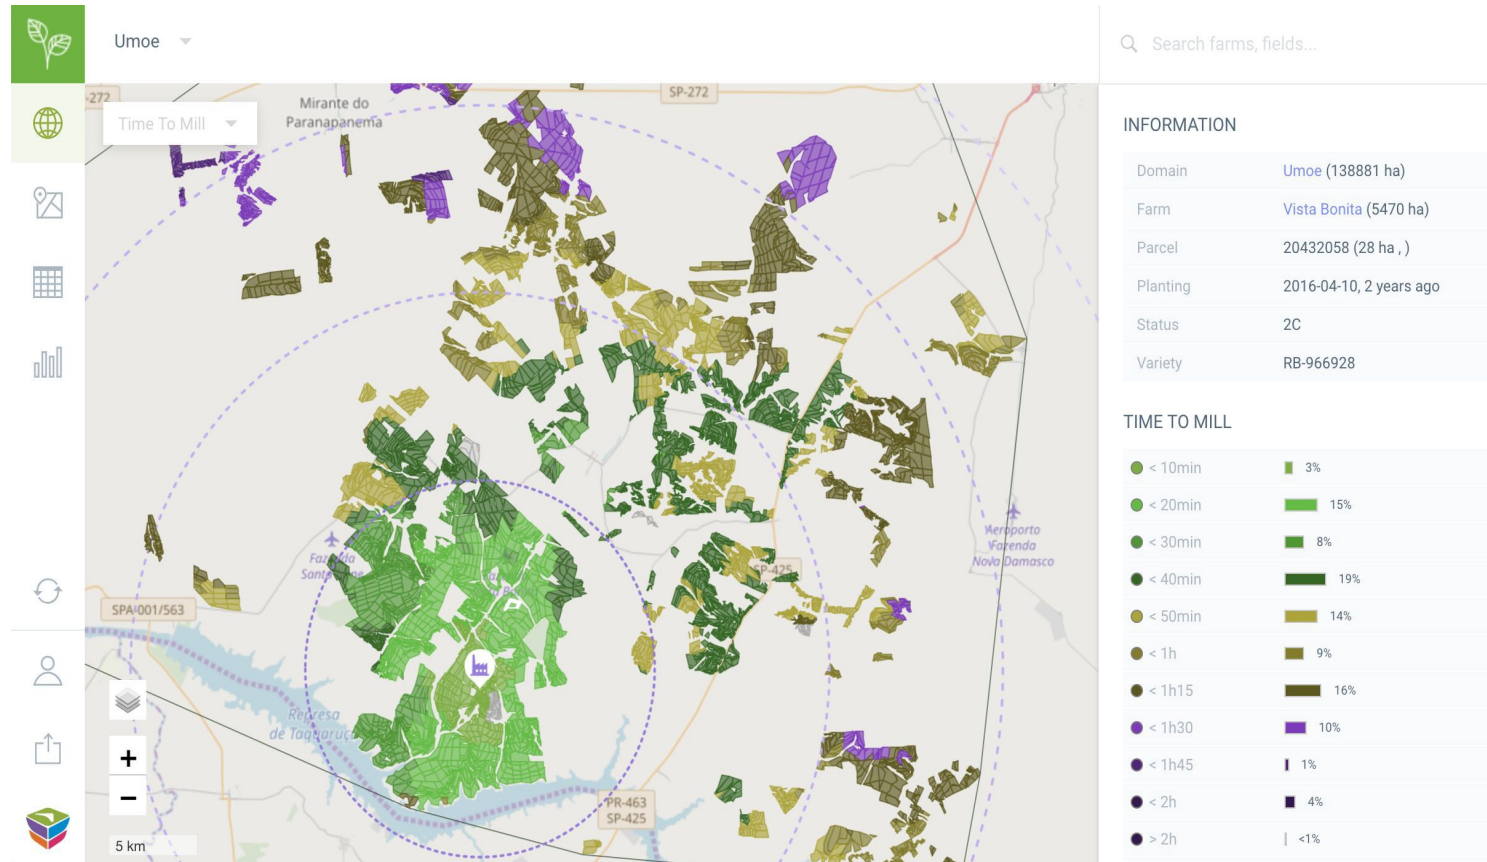 Umoe
Search farms, fields...
-272
Time To Mill
Mirante do
Paranapanema
SP-272
INFORMATION
Domain Umoe (138881 ha)
Farm Vista Bonita (5470 ha)
Parcel 20432058 (28 ha , )
Planting 2016-04-10, 2 years ago
Status 2C
Variety RB-966928
TIME TO MILL
< 10min 3%
< 20min 15%
< 30min 8%
< 40min 19%
< 50min 14%
< 1h 9%
< 1h15 16%
< 1h30 10%
< 1h45 1%
< 2h 4%
> 2h <1%
Aeroporto
Fazenda
Nova Damasco
SP-425
SPA-001/563
Represa
PR-463
SP-425
+
−
5 km